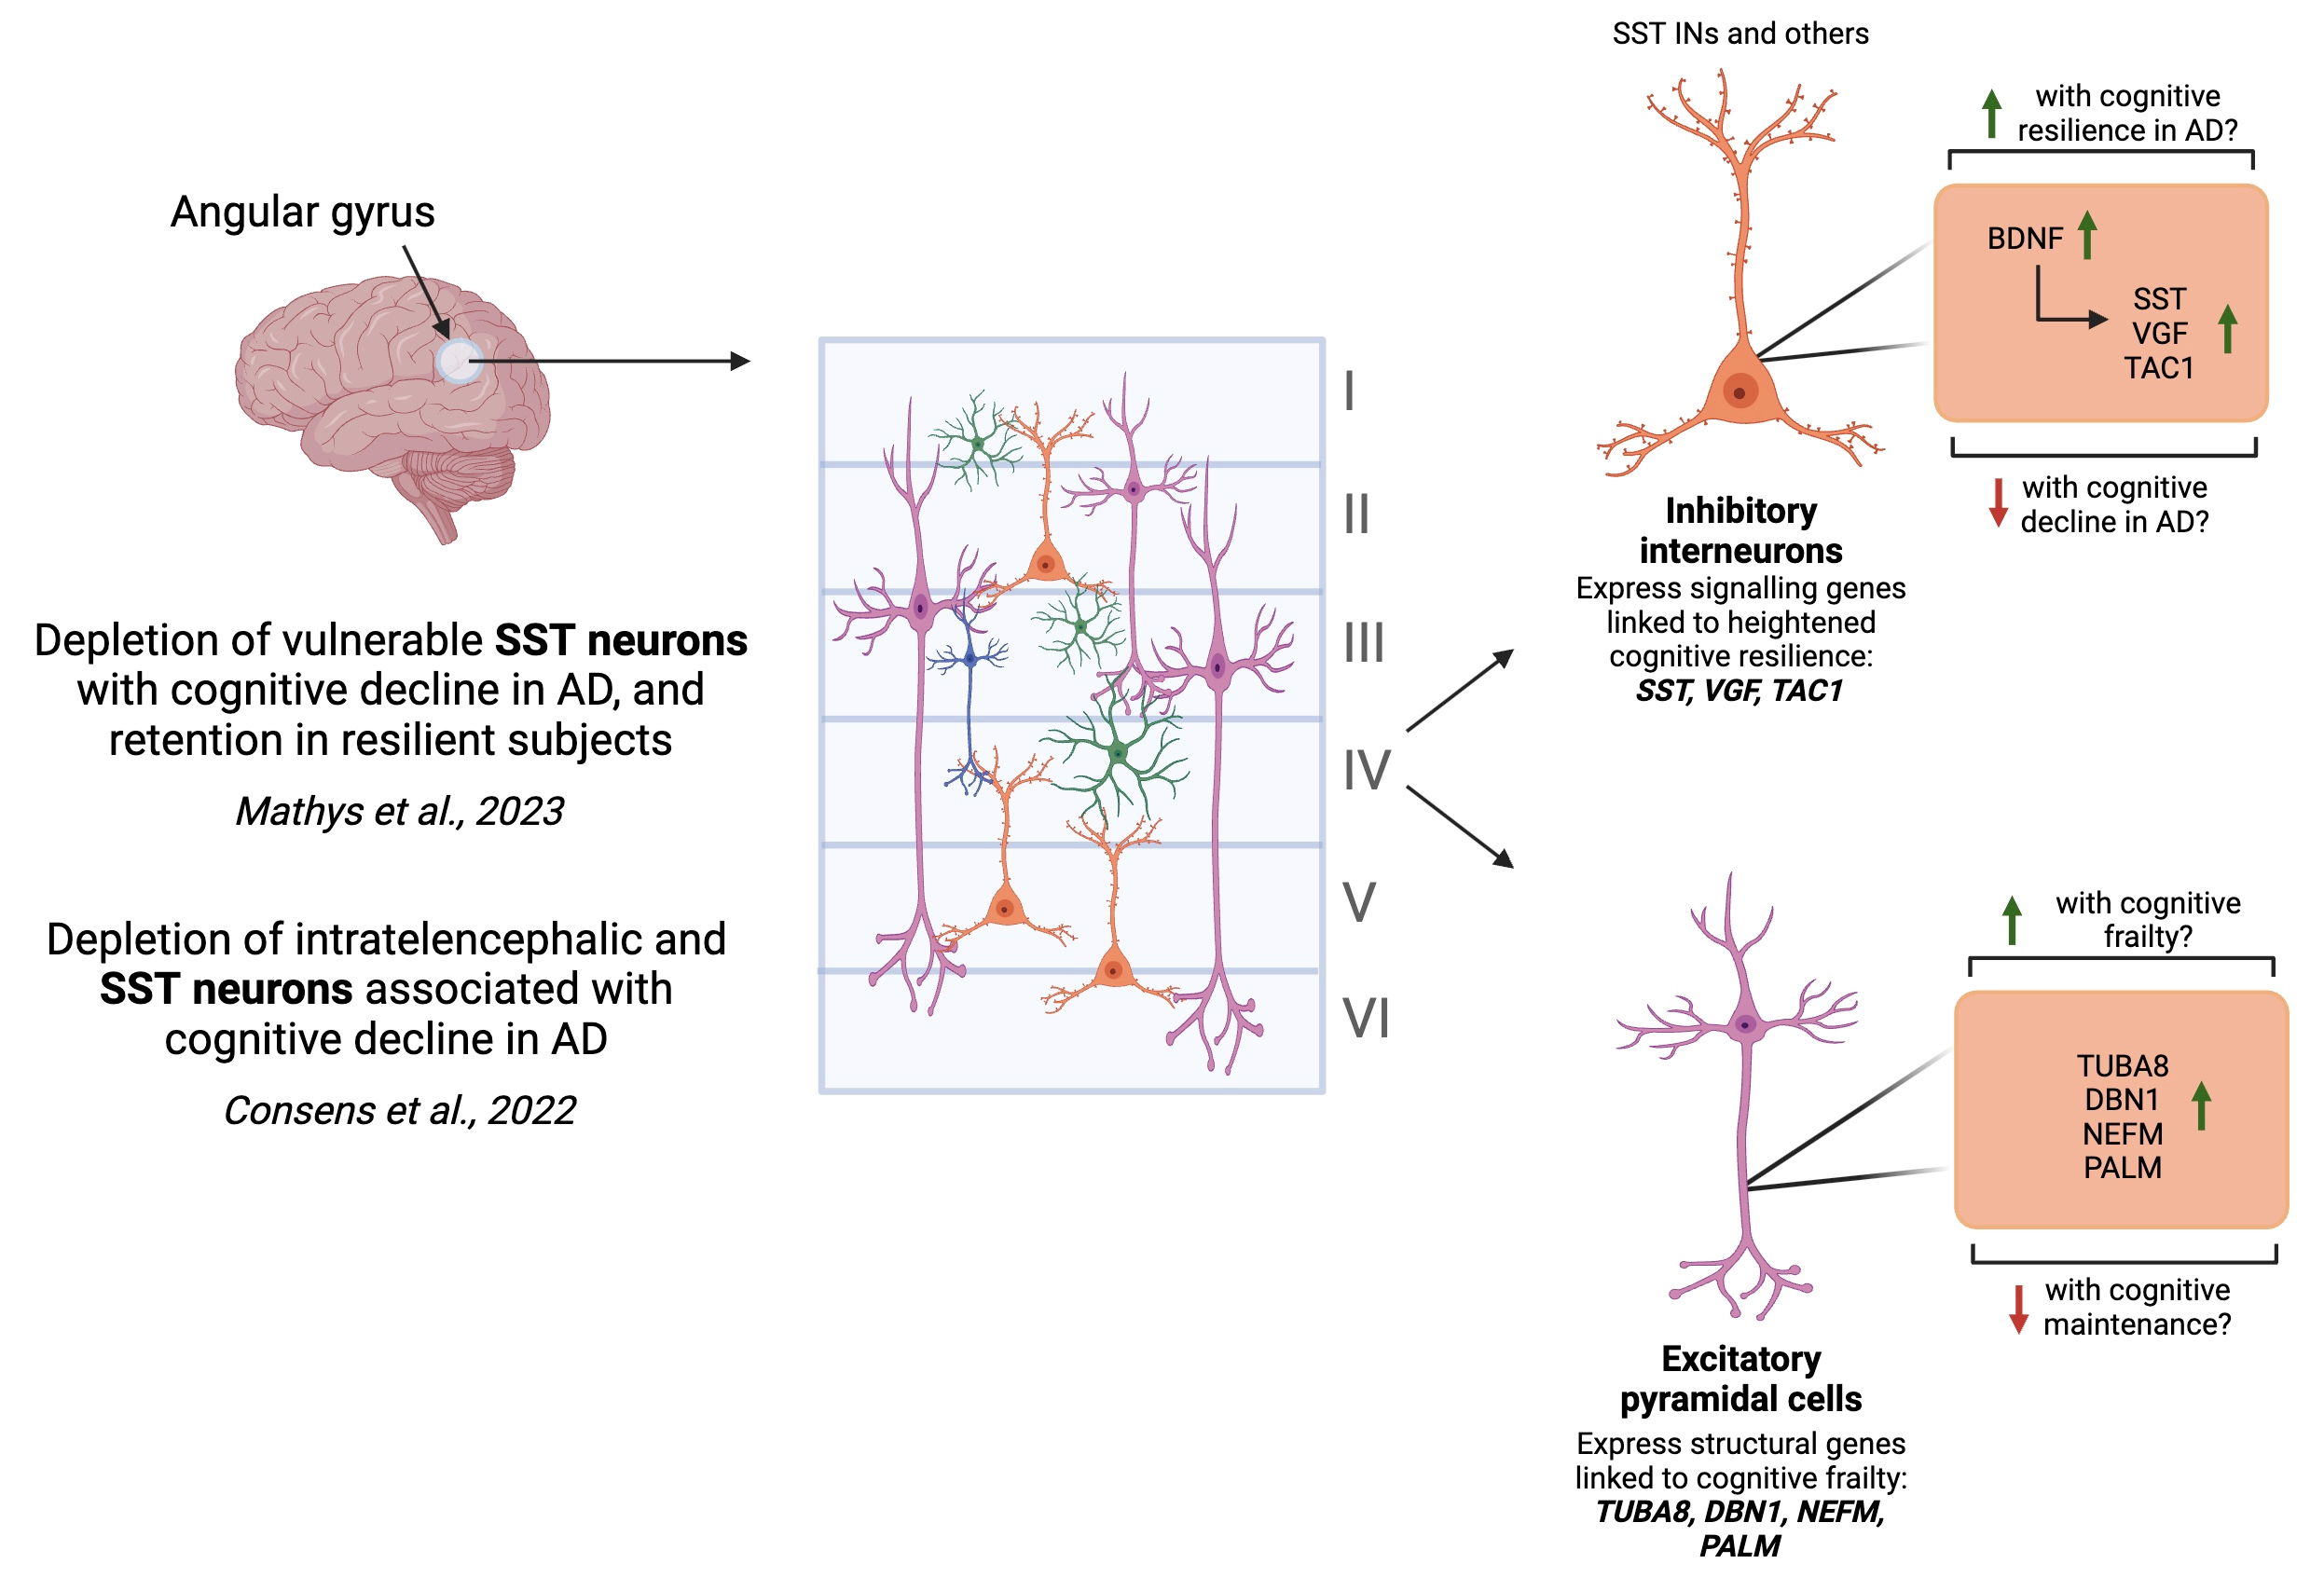 Angular gyrus
Depletion of vulnerable SST neurons
with cognitive decline in AD, and
retention in resilient subjects
Mathys et al., 2023
Depletion of intratelencephalic and
SST neurons associated with
cognitive decline in AD
Consens et al., 2022
I
II
III
IV
V
VI
SST INs and others
Inhibitory
interneurons
Express signalling genes
linked to heightened
cognitive resilience:
SST, VGF, TAC1
with cognitive
resilience in AD?
BDNF
SST
VGF
TAC1
with cognitive
decline in AD?
Excitatory
pyramidal cells
Express structural genes
linked to cognitive frailty:
TUBA8, DBN1, NEFM,
PALM
with cognitive
frailty?
TUBA8
DBN1
NEFM
PALM
with cognitive
maintenance?